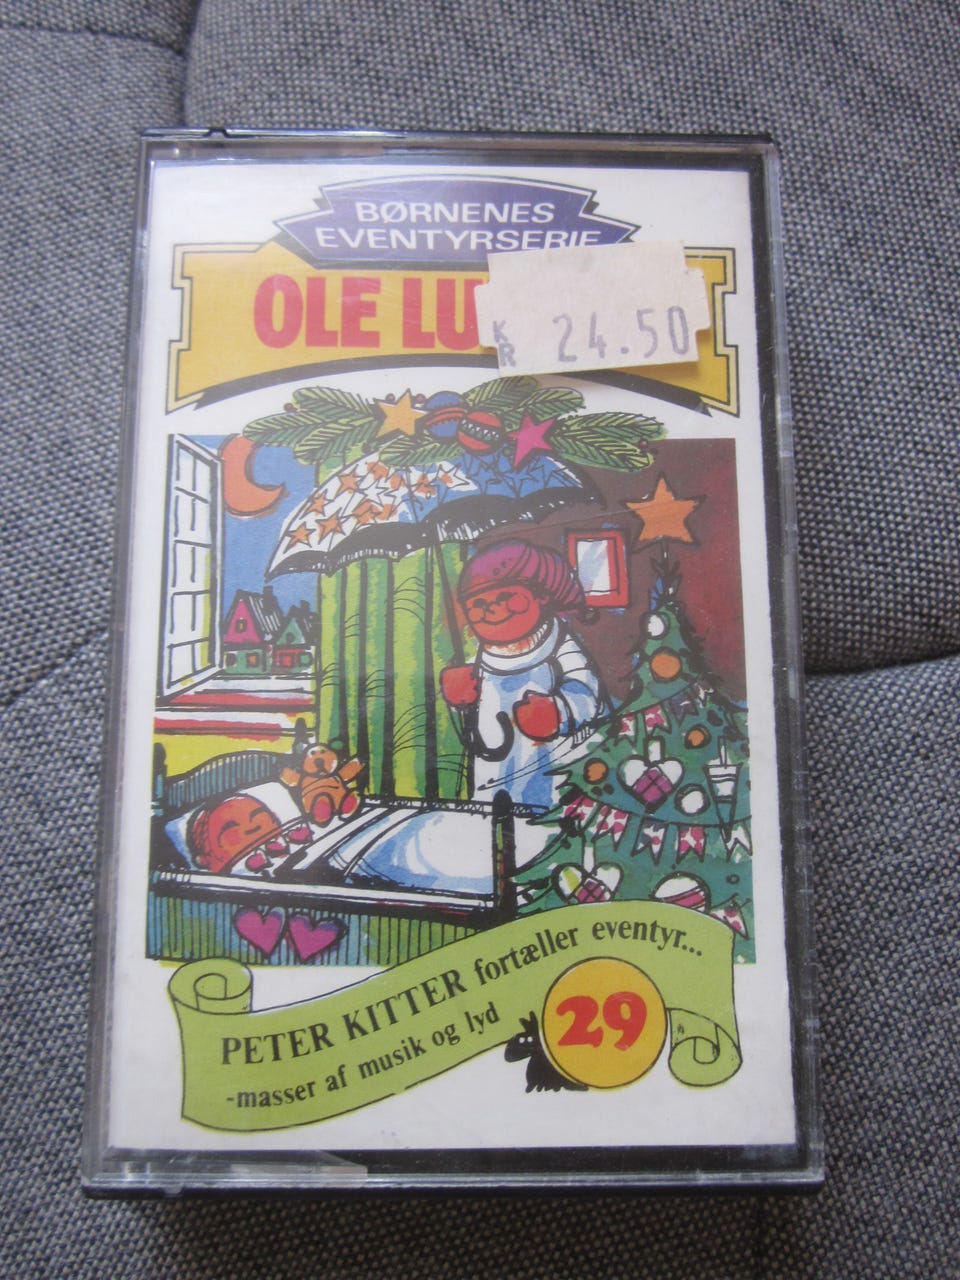 BØRNENES
EVENTYRSERIE
OLE LU
KR 24.50
PETER KITTER fortæller eventyr...
-masser af musik og lyd
29